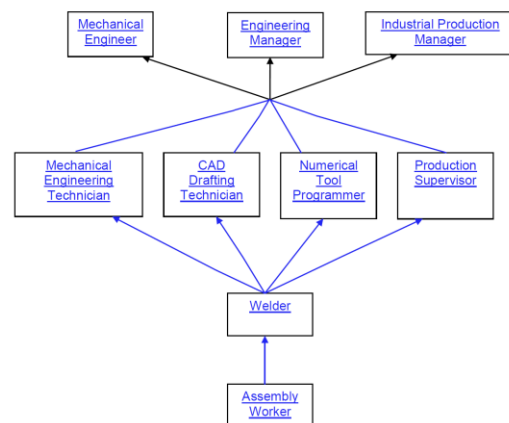 Mechanical
Engineer
Engineering
Manager
Industrial Production
Manager
Mechanical
Engineering
Technician
CAD
Drafting
Technician
Numerical
Tool
Programmer
Production
Supervisor
Welder
Assembly
Worker